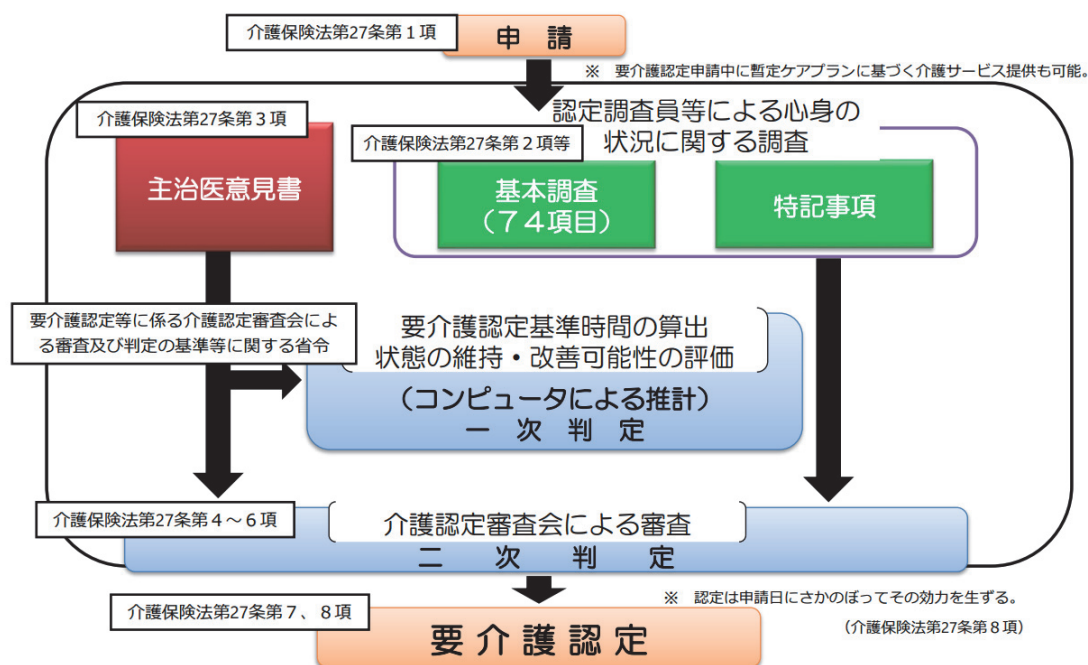 介護保険法第27条第1項
申 請
※ 要介護認定申請中に暫定ケアプランに基づく介護サービス提供も可能。
介護保険法第27条第3項
認定調査員等による心身の
状況に関する調査
介護保険法第27条第2項等
主治医意見書
基本調査
(74項目)
特記事項
要介護認定等に係る介護認定審査会によ
る審査及び判定の基準等に関する省令
要介護認定基準時間の算出
状態の維持・改善可能性の評価
(コンピュータによる推計)
一 次 判 定
介護保険法第27条第4~6項
介護認定審査会による審査
二 次 判 定
介護保険法第27条第7、8項
※ 認定は申請日にさかのぼってその効力を生ずる。
(介護保険法第27条第8項)
要介護認定